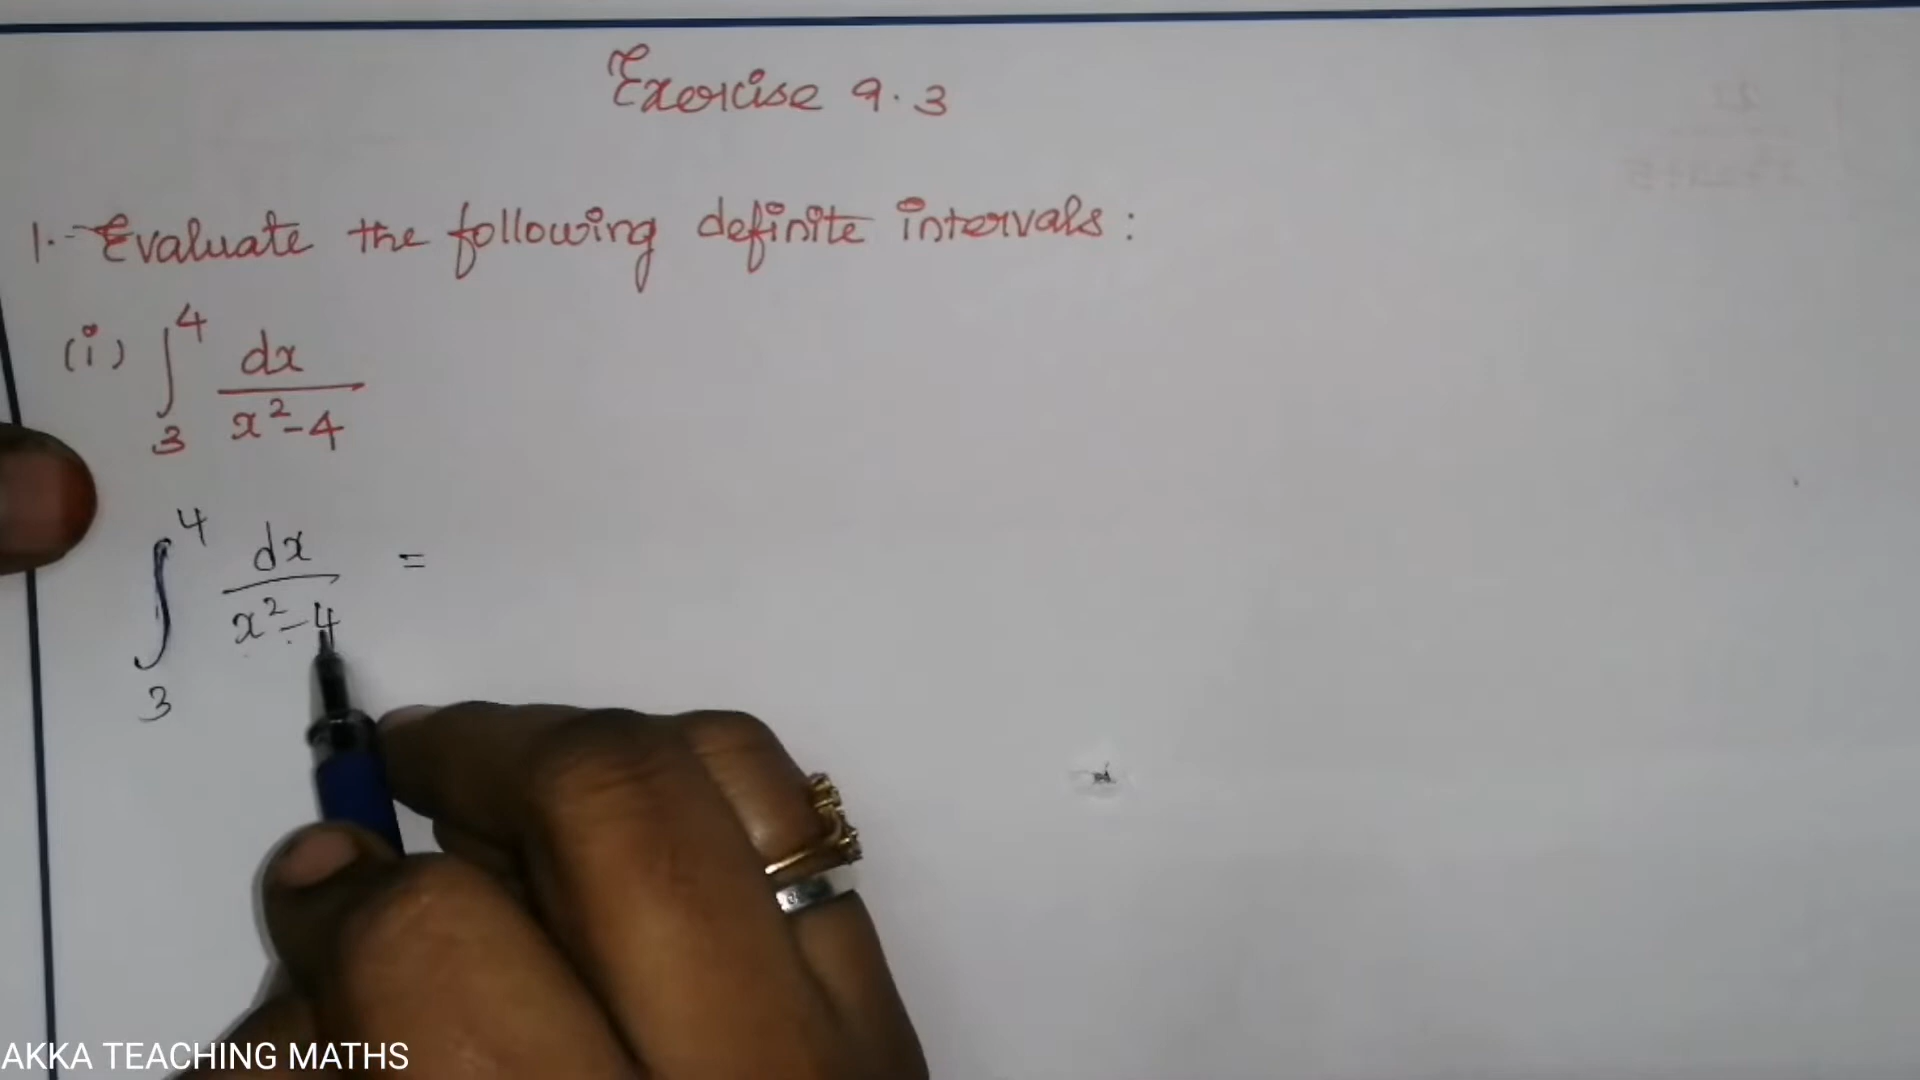 Exercise 9.3
1. Evaluate the following definite intervals:
(i) ∫₃⁴ dx/(x²-4)
∫₃⁴ dx/(x²-4) =
AKKA TEACHING MATHS